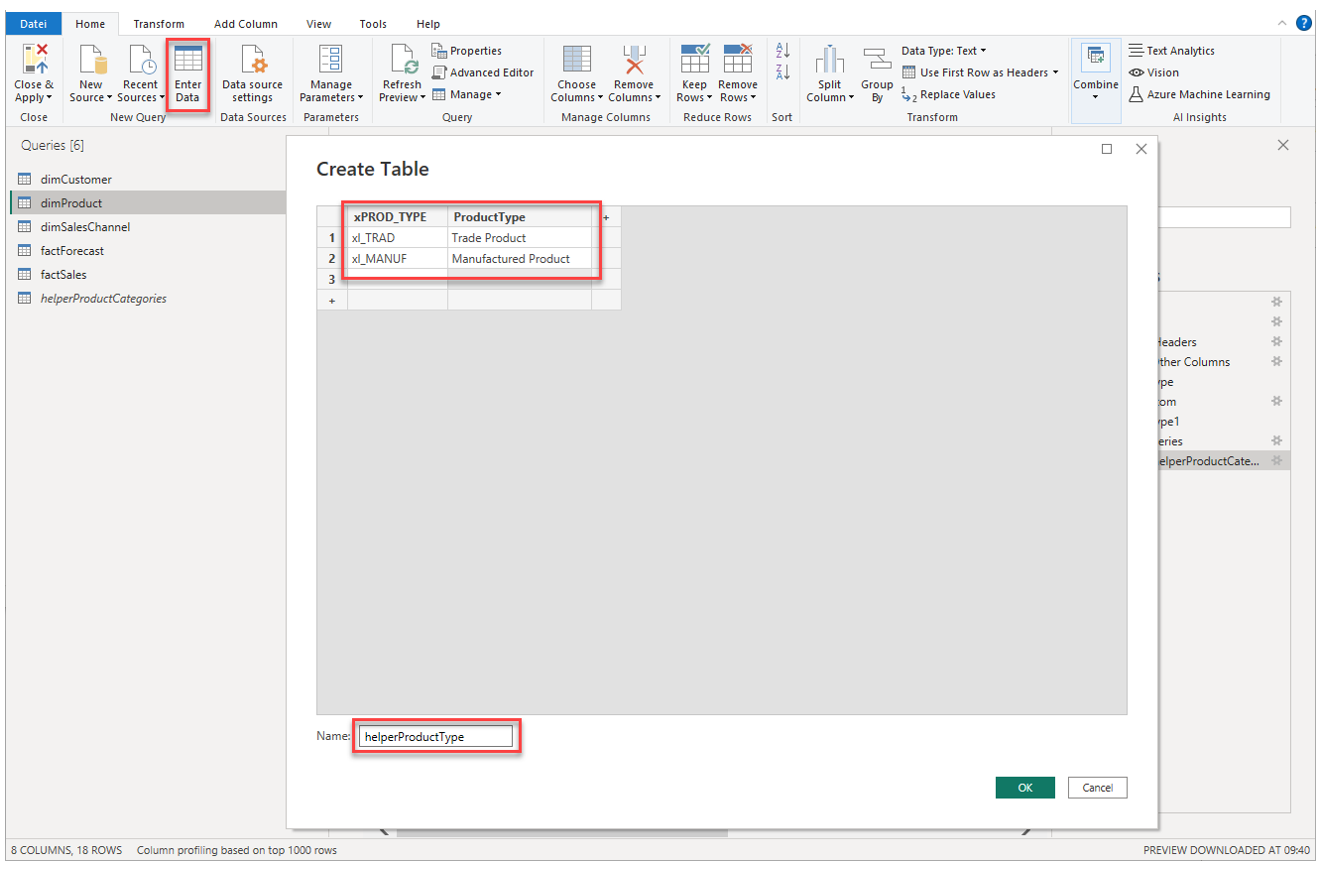 Datei Home Transform Add Column View Tools Help
?
Close & Apply
New Source
Recent Sources
Enter Data
Data source settings
Manage Parameters
Refresh Preview
Properties
Advanced Editor
Manage
Choose Columns
Remove Columns
Keep Rows
Remove Rows
A Z
Z A
Split Column
Group By
Data Type: Text
Use First Row as Headers
1 2 Replace Values
Combine
Text Analytics
Vision
Azure Machine Learning
Close New Query Data Sources Parameters Query Manage Columns Reduce Rows Sort Transform AI Insights
Queries [6]
dimCustomer
dimProduct
dimSalesChannel
factForecast
factSales
helperProductCategories
Create Table
xPROD_TYPE ProductType +
1 xl_TRAD Trade Product
2 xl_MANUF Manufactured Product
3
+
Name: helperProductType
OK Cancel
Headers
ther Columns
ype
om
ype1
eries
elperProductCate...
8 COLUMNS, 18 ROWS Column profiling based on top 1000 rows PREVIEW DOWNLOADED AT 09:40